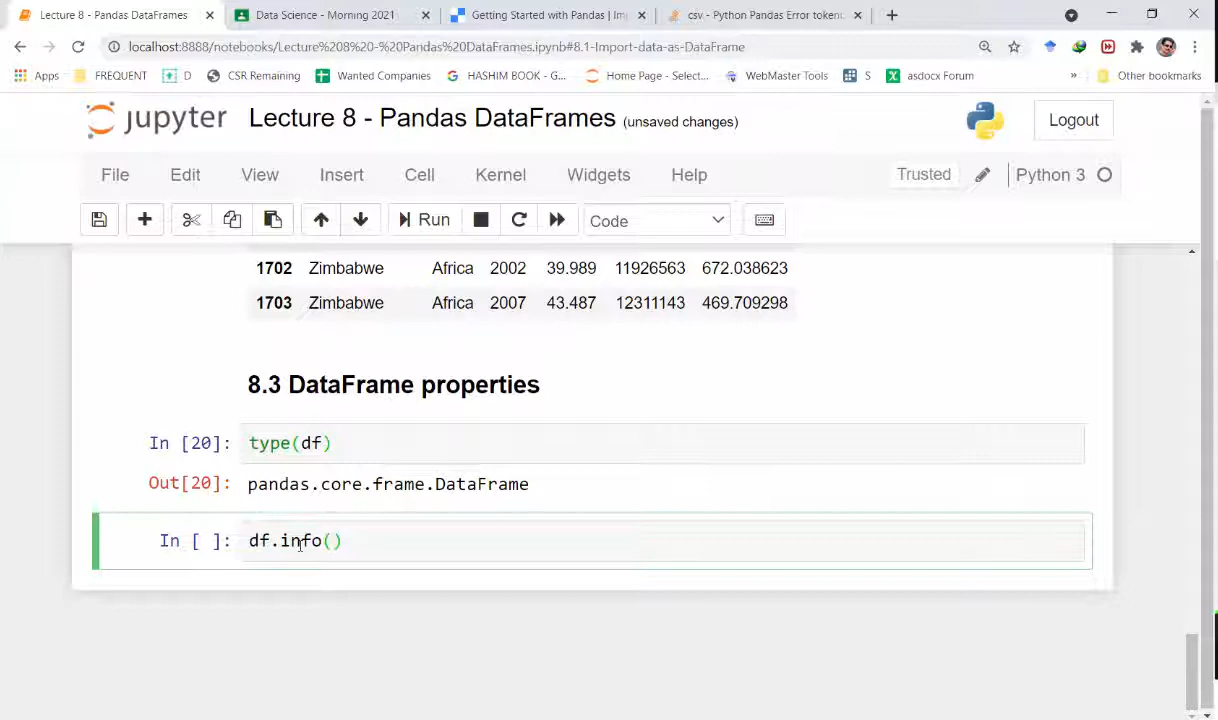 Lecture 8 - Pandas DataFrames
Data Science - Morning 2021
Getting Started with Pandas | Im
csv - Python Pandas Error token
localhost:8888/notebooks/Lecture%208%20-%20Pandas%20DataFrames.ipynb#8.1-Import-data-as-DataFrame
Apps FREQUENT D CSR Remaining Wanted Companies HASHIM BOOK - G... Home Page - Select... WebMaster Tools S asdocx Forum » Other bookmarks
jupyter Lecture 8 - Pandas DataFrames (unsaved changes) Logout
File Edit View Insert Cell Kernel Widgets Help Trusted Python 3
Run Code
1702 Zimbabwe Africa 2002 39.989 11926563 672.038623
1703 Zimbabwe Africa 2007 43.487 12311143 469.709298
8.3 DataFrame properties
In [20]: type(df)
Out[20]: pandas.core.frame.DataFrame
In [ ]: df.info()